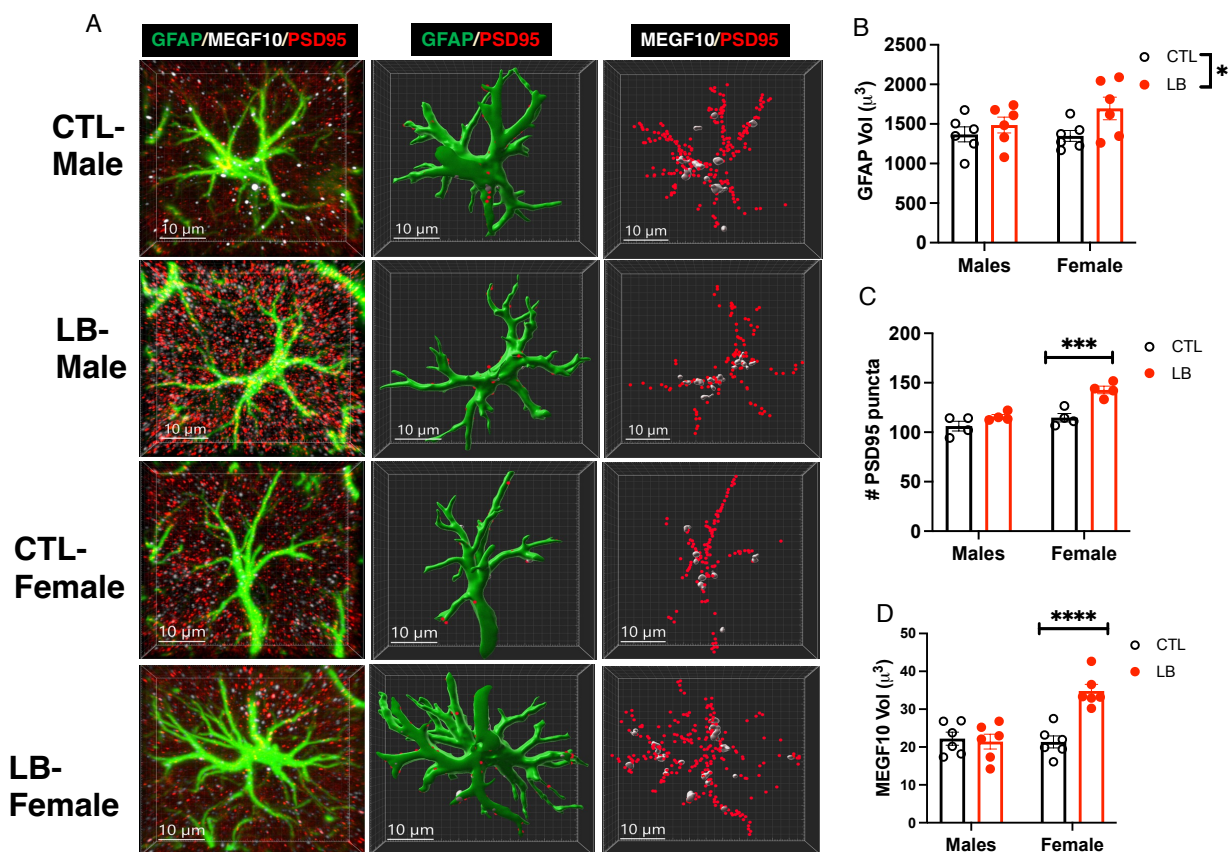 A
GFAP/MEGF10/PSD95
GFAP/PSD95
MEGF10/PSD95
CTL-
Male
10 µm
10 µm
10 µm
LB-
Male
10 µm
10 µm
10 µm
CTL-
Female
10 µm
10 µm
10 µm
LB-
Female
10 µm
10 µm
10 µm
B
GFAP Vol (µ³)
2500
2000
1500
1000
500
0
Males
Female
CTL
LB
*
C
# PSD95 puncta
200
150
100
50
0
Males
Female
***
CTL
LB
D
MEGF10 Vol (µ³)
50
40
30
20
10
0
Males
Female
****
CTL
LB